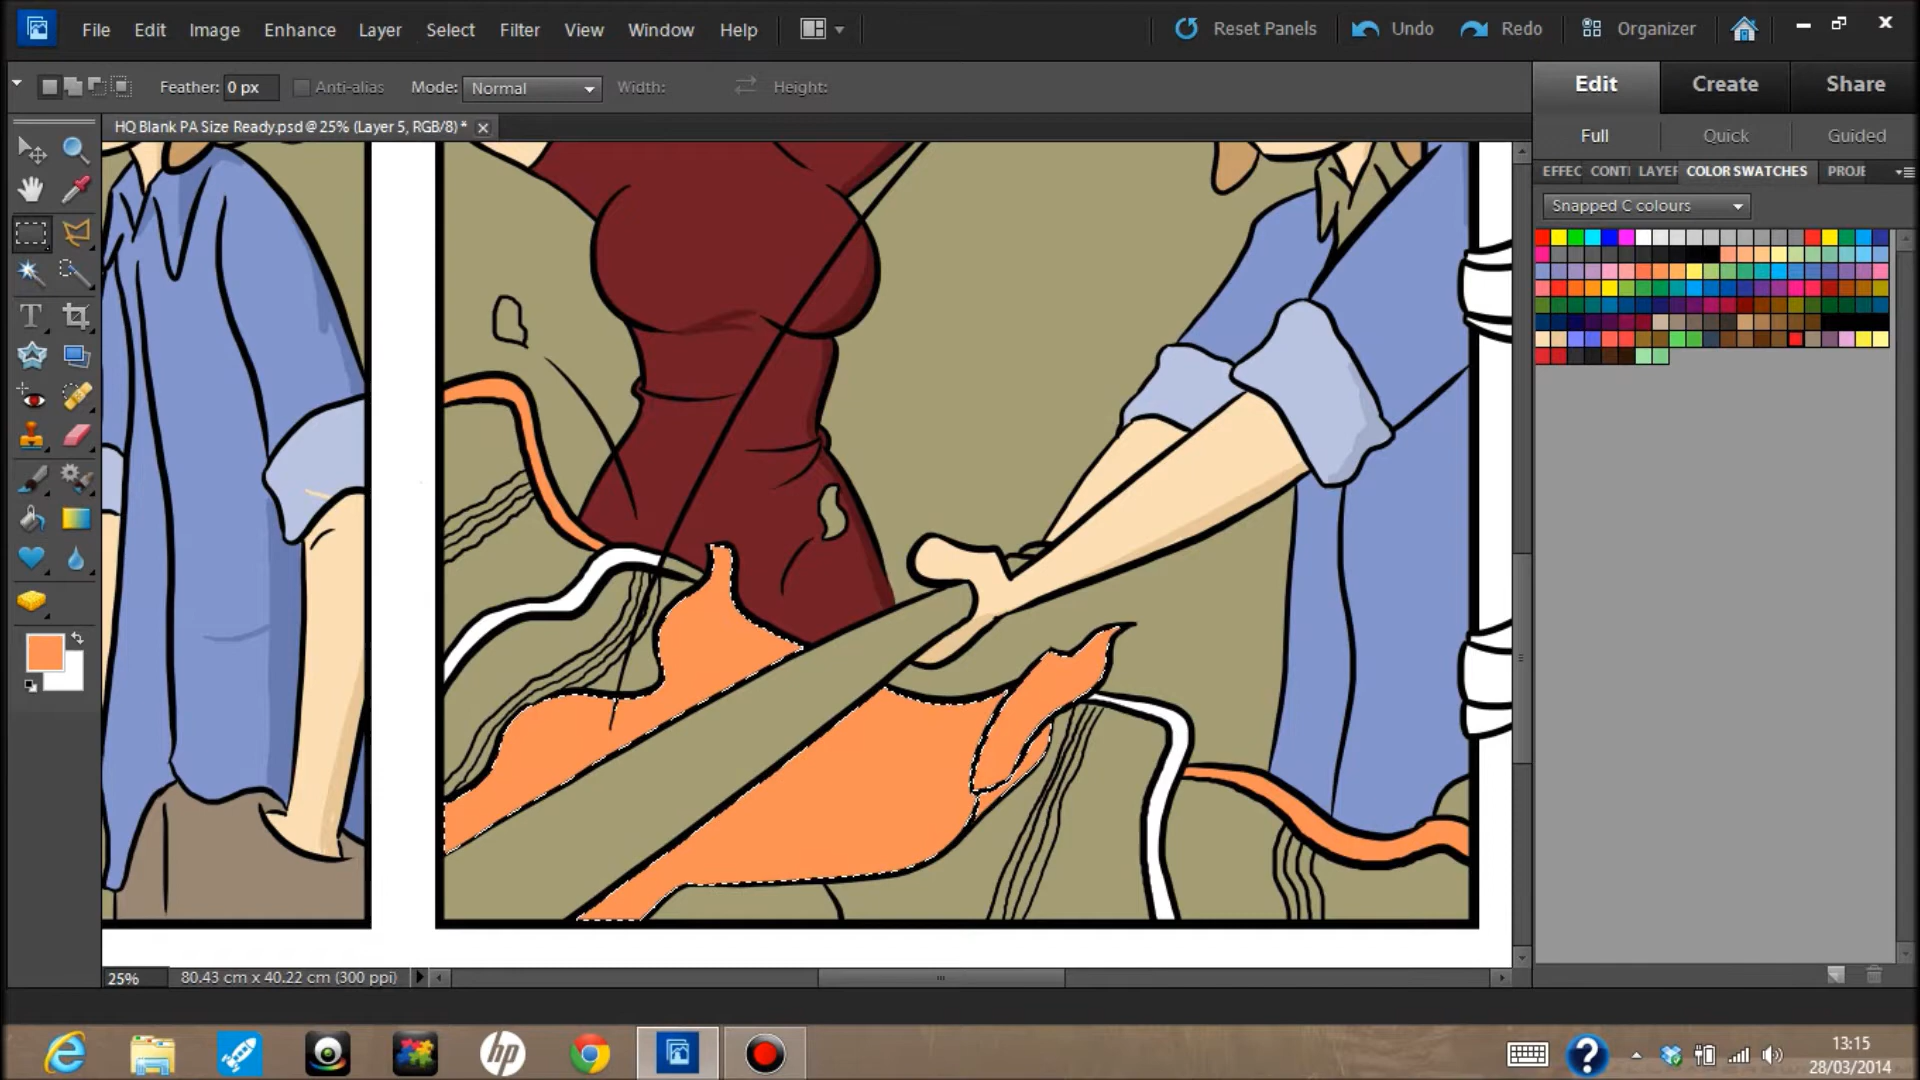 File Edit Image Enhance Layer Select Filter View Window Help Reset Panels Undo Redo Organizer
Feather: 0 px Anti-alias Mode: Normal Width: Height:
Edit Create Share
HQ Blank PA Size Ready.psd @ 25% (Layer 5, RGB/8) *
Full Quick Guided
EFFEC CONTI LAYER COLOR SWATCHES PROJE
Snapped C colours
T
25% 80.43 cm x 40.22 cm (300 ppi)
hp
?
13:15
28/03/2014